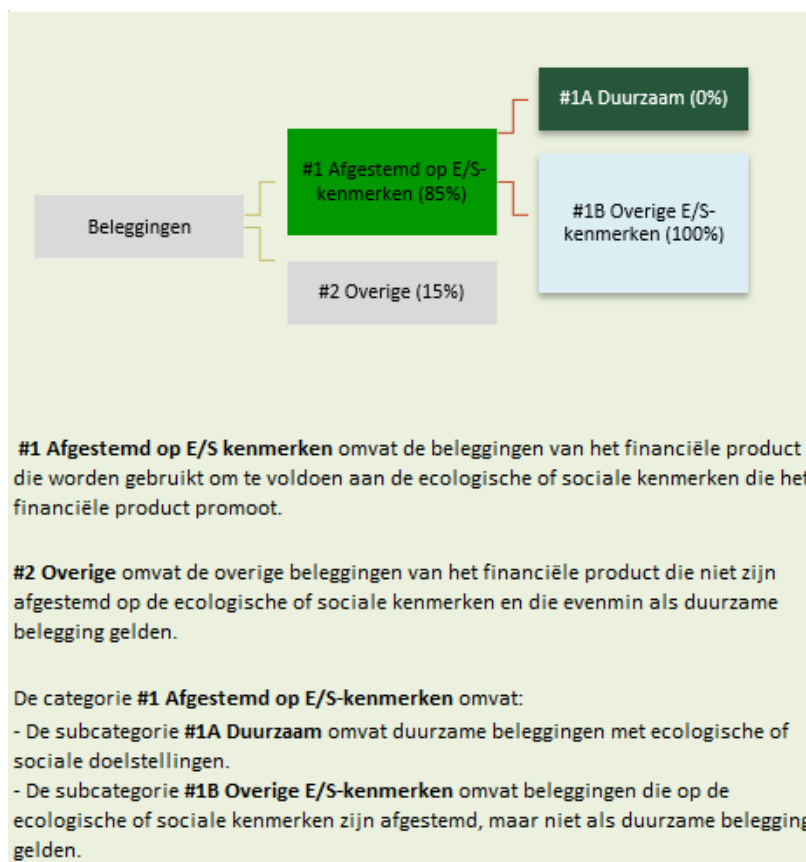 #1A Duurzaam (0%)
#1 Afgestemd op E/S-
kenmerken (85%)
#1B Overige E/S-
kenmerken (100%)
Beleggingen
#2 Overige (15%)
#1 Afgestemd op E/S kenmerken omvat de beleggingen van het financiële product
die worden gebruikt om te voldoen aan de ecologische of sociale kenmerken die het
financiële product promoot.
#2 Overige omvat de overige beleggingen van het financiële product die niet zijn
afgestemd op de ecologische of sociale kenmerken en die evenmin als duurzame
belegging gelden.
De categorie #1 Afgestemd op E/S-kenmerken omvat:
- De subcategorie #1A Duurzaam omvat duurzame beleggingen met ecologische of
sociale doelstellingen.
- De subcategorie #1B Overige E/S-kenmerken omvat beleggingen die op de
ecologische of sociale kenmerken zijn afgestemd, maar niet als duurzame belegging
gelden.